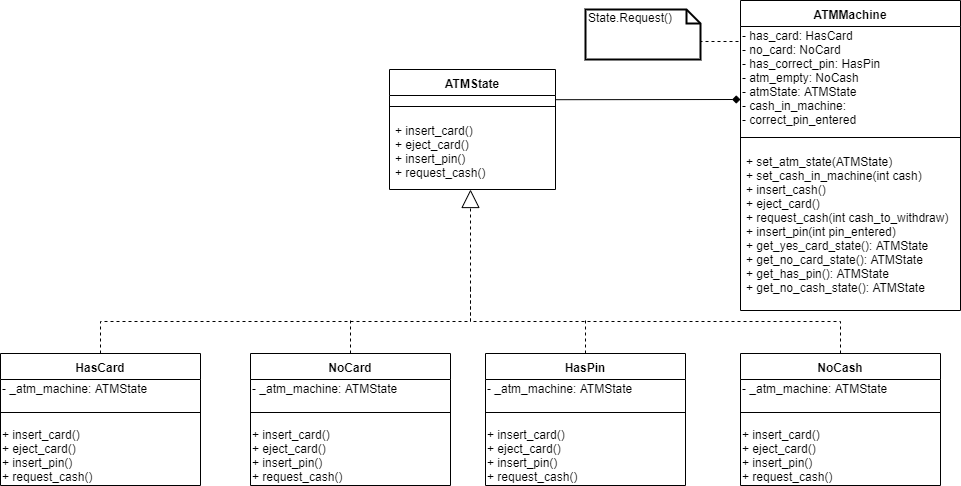 State.Request()
ATMMachine
- has_card: HasCard
- no_card: NoCard
- has_correct_pin: HasPin
- atm_empty: NoCash
- atmState: ATMState
- cash_in_machine:
- correct_pin_entered
+ set_atm_state(ATMState)
+ set_cash_in_machine(int cash)
+ insert_cash()
+ eject_card()
+ request_cash(int cash_to_withdraw)
+ insert_pin(int pin_entered)
+ get_yes_card_state(): ATMState
+ get_no_card_state(): ATMState
+ get_has_pin(): ATMState
+ get_no_cash_state(): ATMState
ATMState
+ insert_card()
+ eject_card()
+ insert_pin()
+ request_cash()
HasCard
- _atm_machine: ATMState
+ insert_card()
+ eject_card()
+ insert_pin()
+ request_cash()
NoCard
- _atm_machine: ATMState
+ insert_card()
+ eject_card()
+ insert_pin()
+ request_cash()
HasPin
- _atm_machine: ATMState
+ insert_card()
+ eject_card()
+ insert_pin()
+ request_cash()
NoCash
- _atm_machine: ATMState
+ insert_card()
+ eject_card()
+ insert_pin()
+ request_cash()